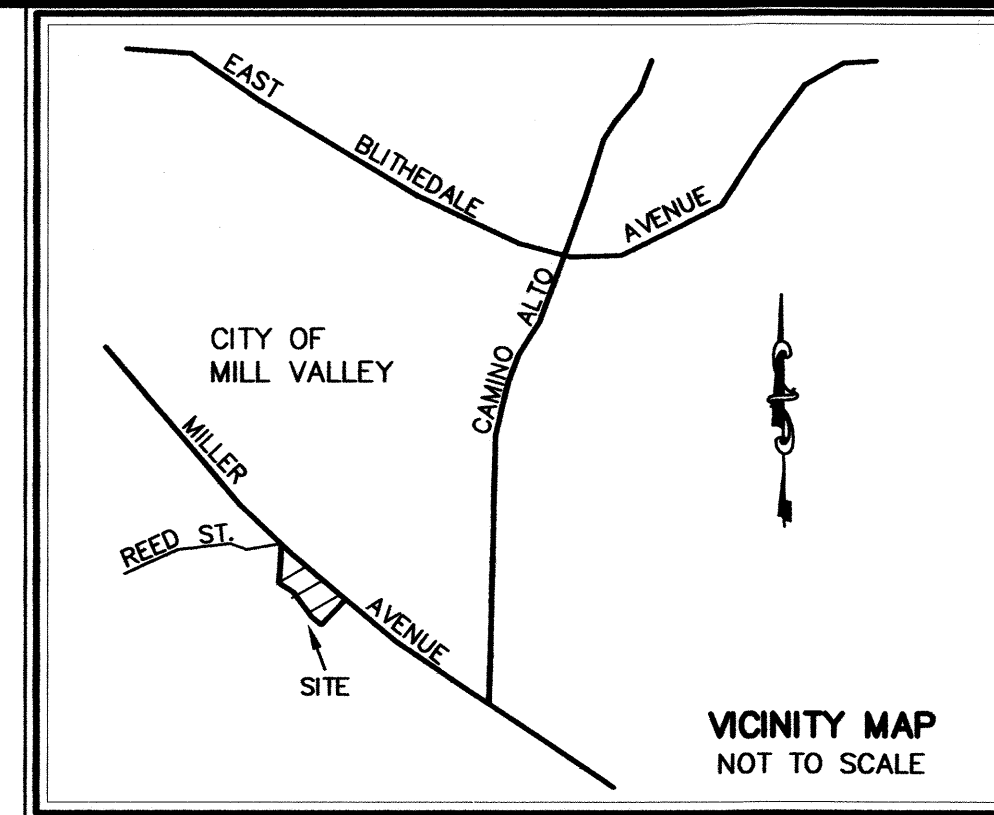 EAST BLITHEDALE AVENUE
CAMINO ALTO
CITY OF
MILL VALLEY
MILLER AVENUE
REED ST.
SITE
VICINITY MAP
NOT TO SCALE